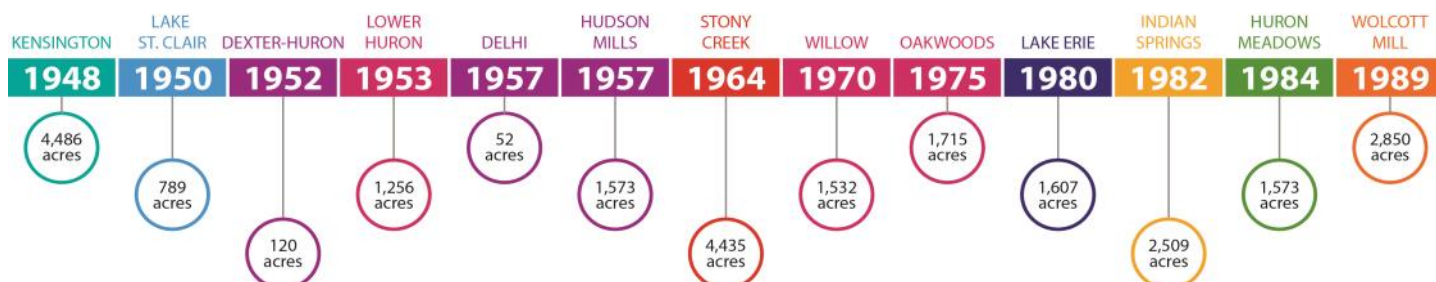 KENSINGTON
1948
4,486
acres
LAKE
ST. CLAIR
1950
789
acres
DEXTER-HURON
1952
120
acres
LOWER
HURON
1953
1,256
acres
DELHI
1957
52
acres
HUDSON
MILLS
1957
1,573
acres
STONY
CREEK
1964
4,435
acres
WILLOW
1970
1,532
acres
OAKWOODS
1975
1,715
acres
LAKE ERIE
1980
1,607
acres
INDIAN
SPRINGS
1982
2,509
acres
HURON
MEADOWS
1984
1,573
acres
WOLCOTT
MILL
1989
2,850
acres